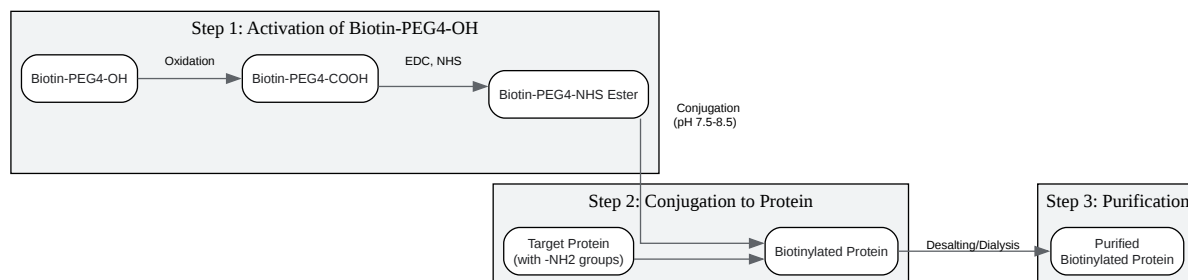 Step 1: Activation of Biotin-PEG4-OH
Biotin-PEG4-OH
Oxidation
Biotin-PEG4-COOH
EDC, NHS
Biotin-PEG4-NHS Ester
Conjugation
(pH 7.5-8.5)
Step 2: Conjugation to Protein
Target Protein
(with -NH2 groups)
Biotinylated Protein
Desalting/Dialysis
Step 3: Purification
Purified
Biotinylated Protein